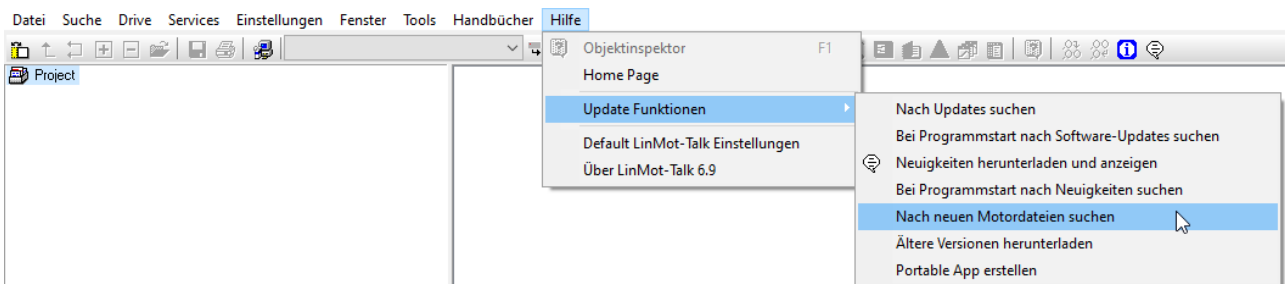 Datei Suche Drive Services Einstellungen Fenster Tools Handbücher Hilfe
Project
Objektinspektor F1
Home Page
Update Funktionen
Default LinMot-Talk Einstellungen
Über LinMot-Talk 6.9
Nach Updates suchen
Bei Programmstart nach Software-Updates suchen
Neuigkeiten herunterladen und anzeigen
Bei Programmstart nach Neuigkeiten suchen
Nach neuen Motordateien suchen
Ältere Versionen herunterladen
Portable App erstellen